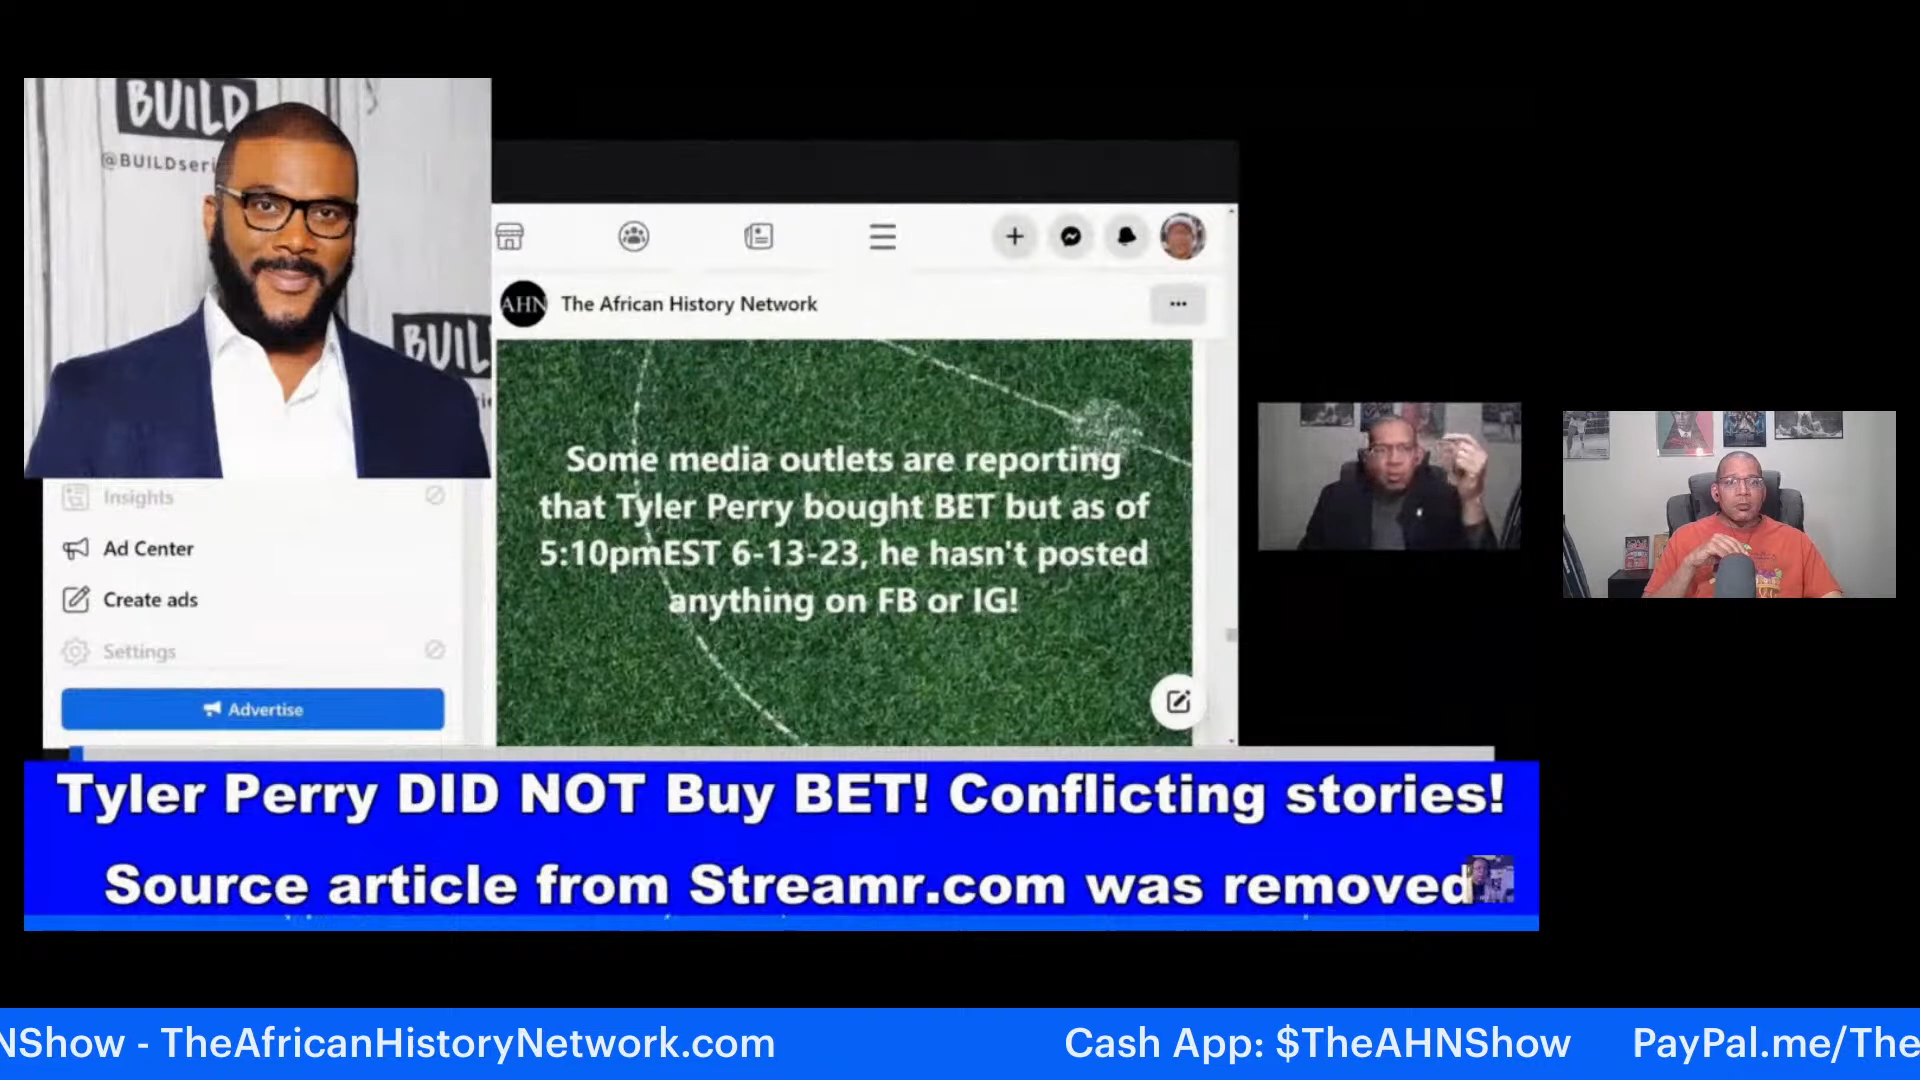 BUILD
@BUILDseri
BUIL
AHN
The African History Network
Some media outlets are reporting
that Tyler Perry bought BET but as of
5:10pmEST 6-13-23, he hasn't posted
anything on FB or IG!
Insights
Ad Center
Create ads
Settings
Advertise
Tyler Perry DID NOT Buy BET! Conflicting stories!
Source article from Streamr.com was removed
NShow - TheAfricanHistoryNetwork.com
Cash App: $TheAHNShow
PayPal.me/The